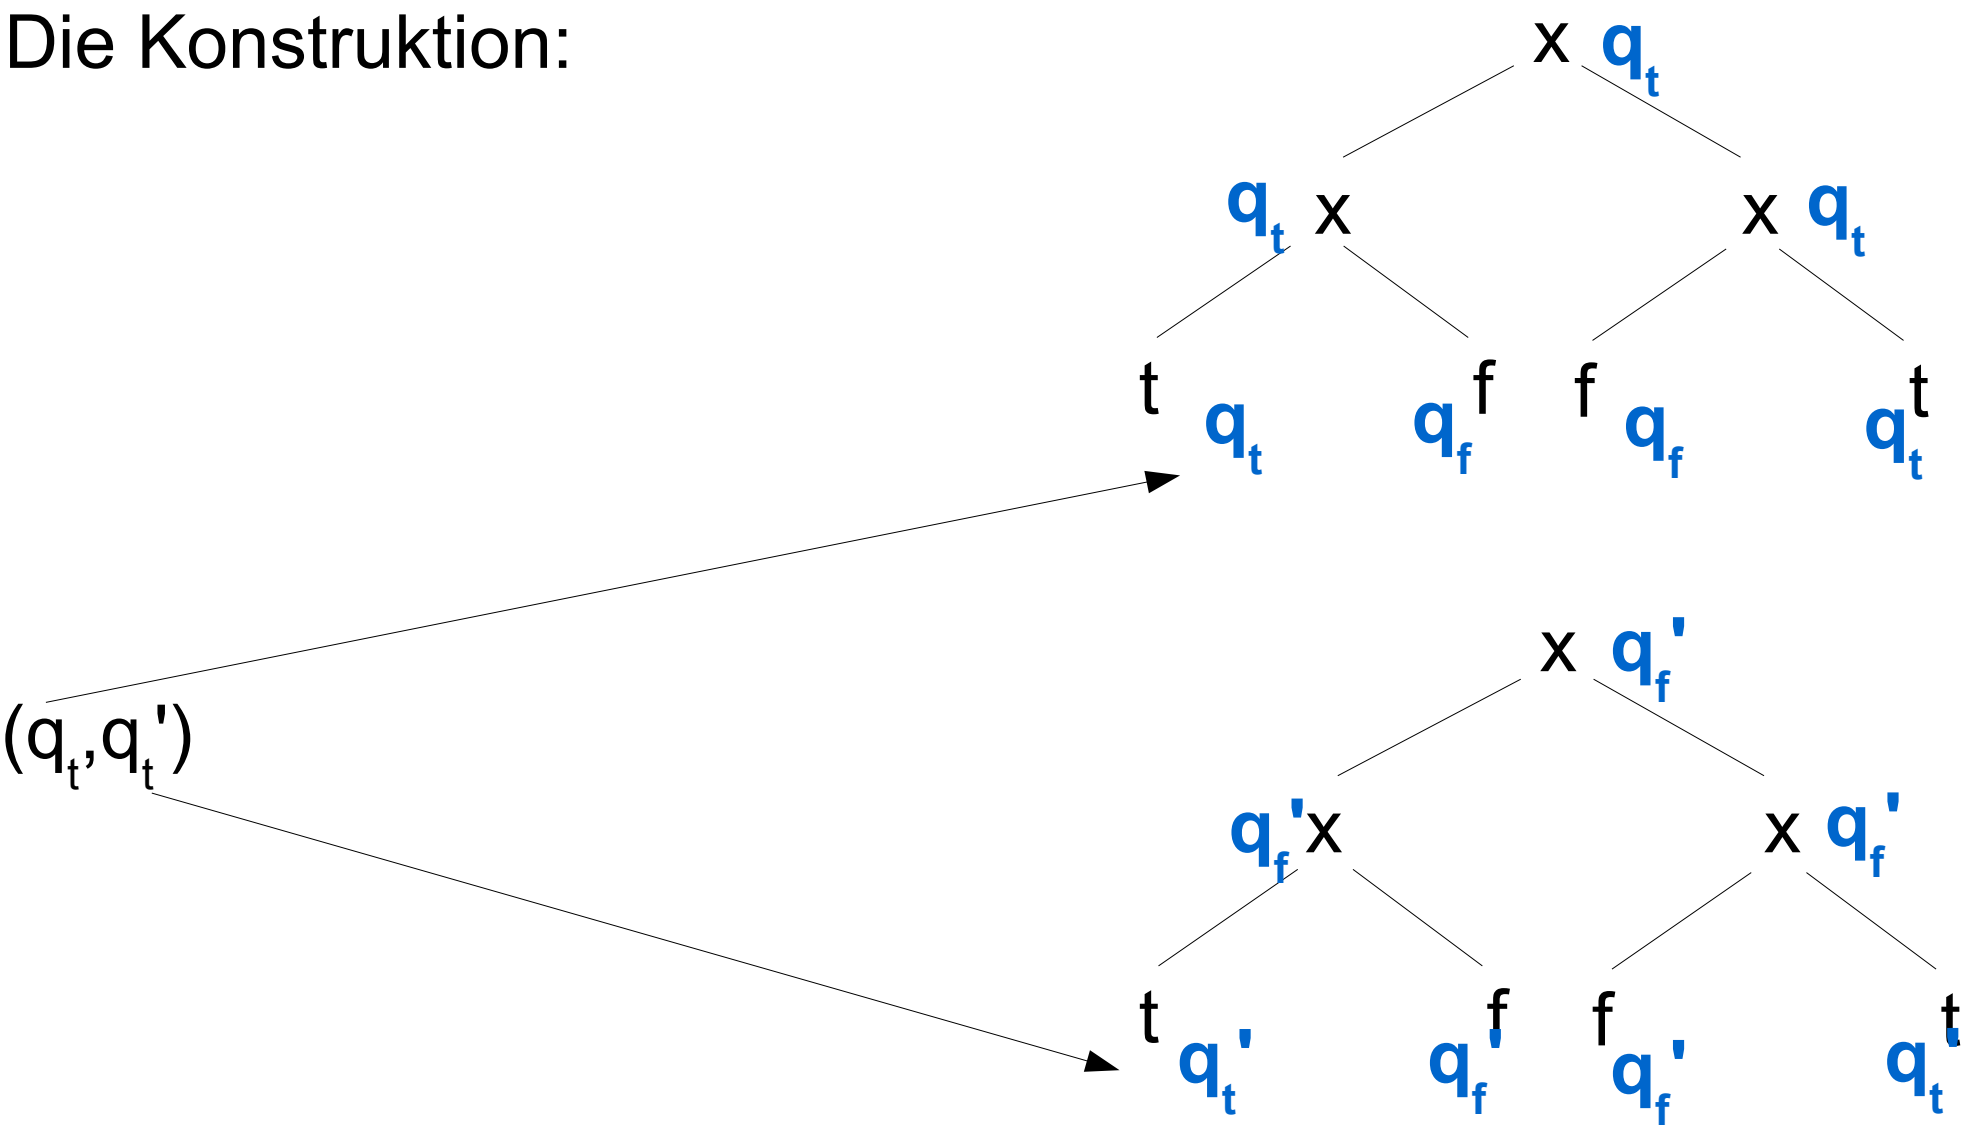 Die Konstruktion:
x q_t
q_t x x q_t
t f f t
q_t q_f q_f q_t
x q_f'
(q_t,q_t')
q_f' x x q_f'
t f f t
q_t' q_f' q_f' q_t'